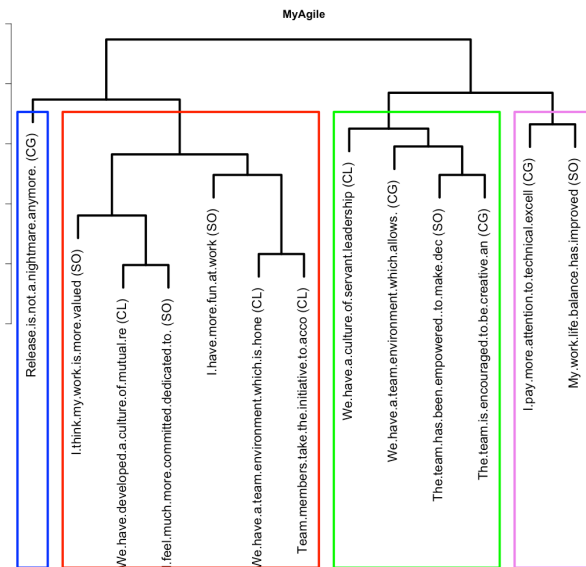 MyAgile
Release.is.not.a.nightmare.anymore. (CG)
I.think.my.work.is.more.valued (SO)
We.have.developed.a.culture.of.mutual.re (CL)
I.feel.much.more.committed.dedicated.to. (SO)
I.have.more.fun.at.work (SO)
We.have.a.team.environment.which.is.hone (CL)
Team.members.take.the.initiative.to.acco (CL)
We.have.a.culture.of.servant.leadership (CL)
We.have.a.team.environment.which.allows. (CG)
The.team.has.been.empowered..to.make.dec (SO)
The.team.is.encouraged.to.be.creative.an (CG)
I.pay.more.attention.to.technical.excell (CG)
My.work.life.balance.has.improved (SO)